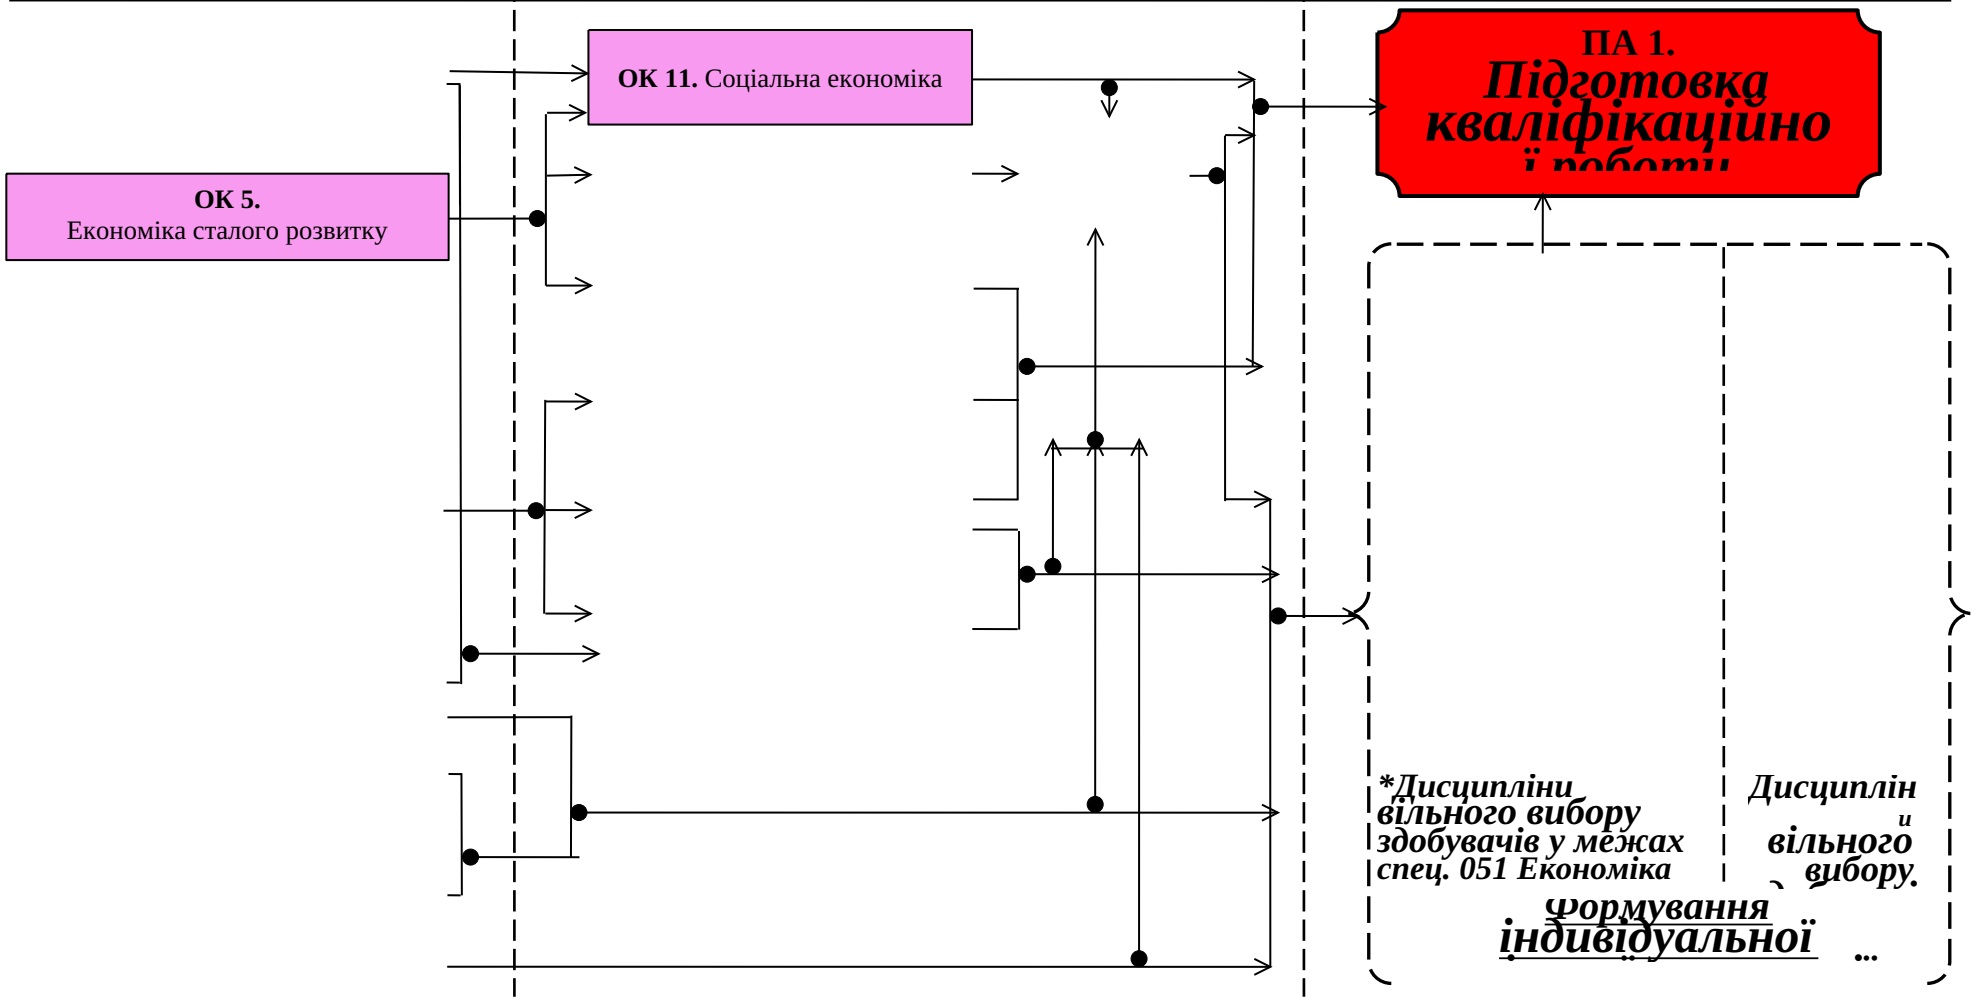 ОК 11. Соціальна економіка
ПА 1.
Підготовка
кваліфікаційно
ї роботи
ОК 5.
Економіка сталого розвитку
*Дисципліни
вільного вибору
здобувачів у межах
спец. 051 Економіка
Дисциплін
и
вільного
вибору
Формування
індивідуальної
...